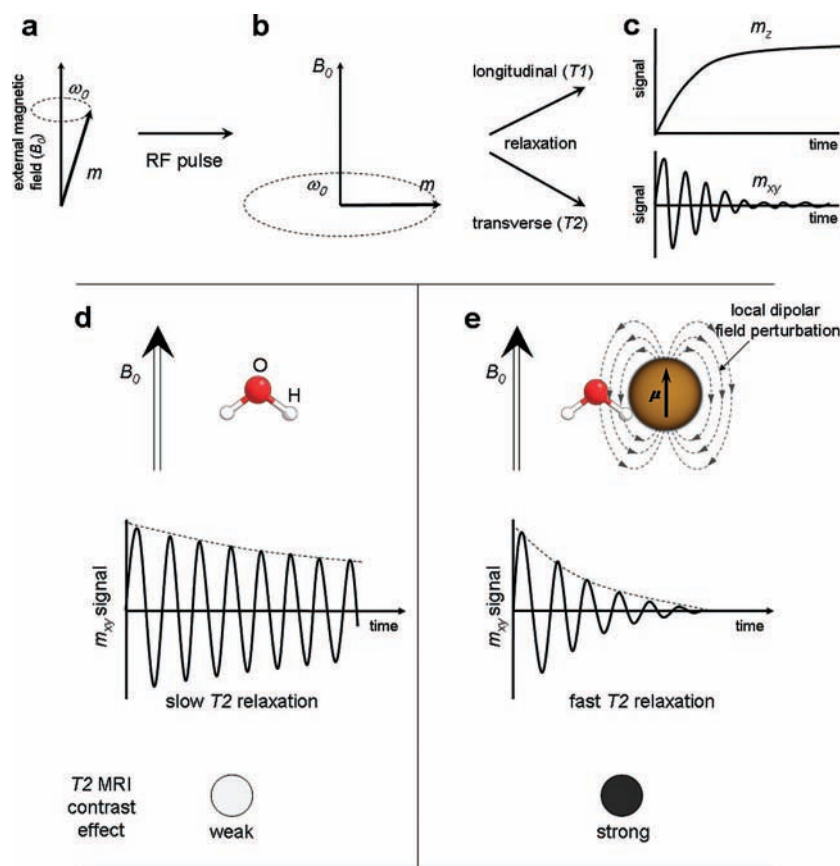 a
ω0
external magnetic
field (B0)
m
RF pulse
b
B0
ω0
m
longitudinal (T1)
relaxation
transverse (T2)
c
mz
signal
time
mxy
signal
time
d
B0
O
H
mxy signal
time
slow T2 relaxation
e
B0
local dipolar
field perturbation
μ
mxy signal
time
fast T2 relaxation
T2 MRI
contrast
effect
weak
strong